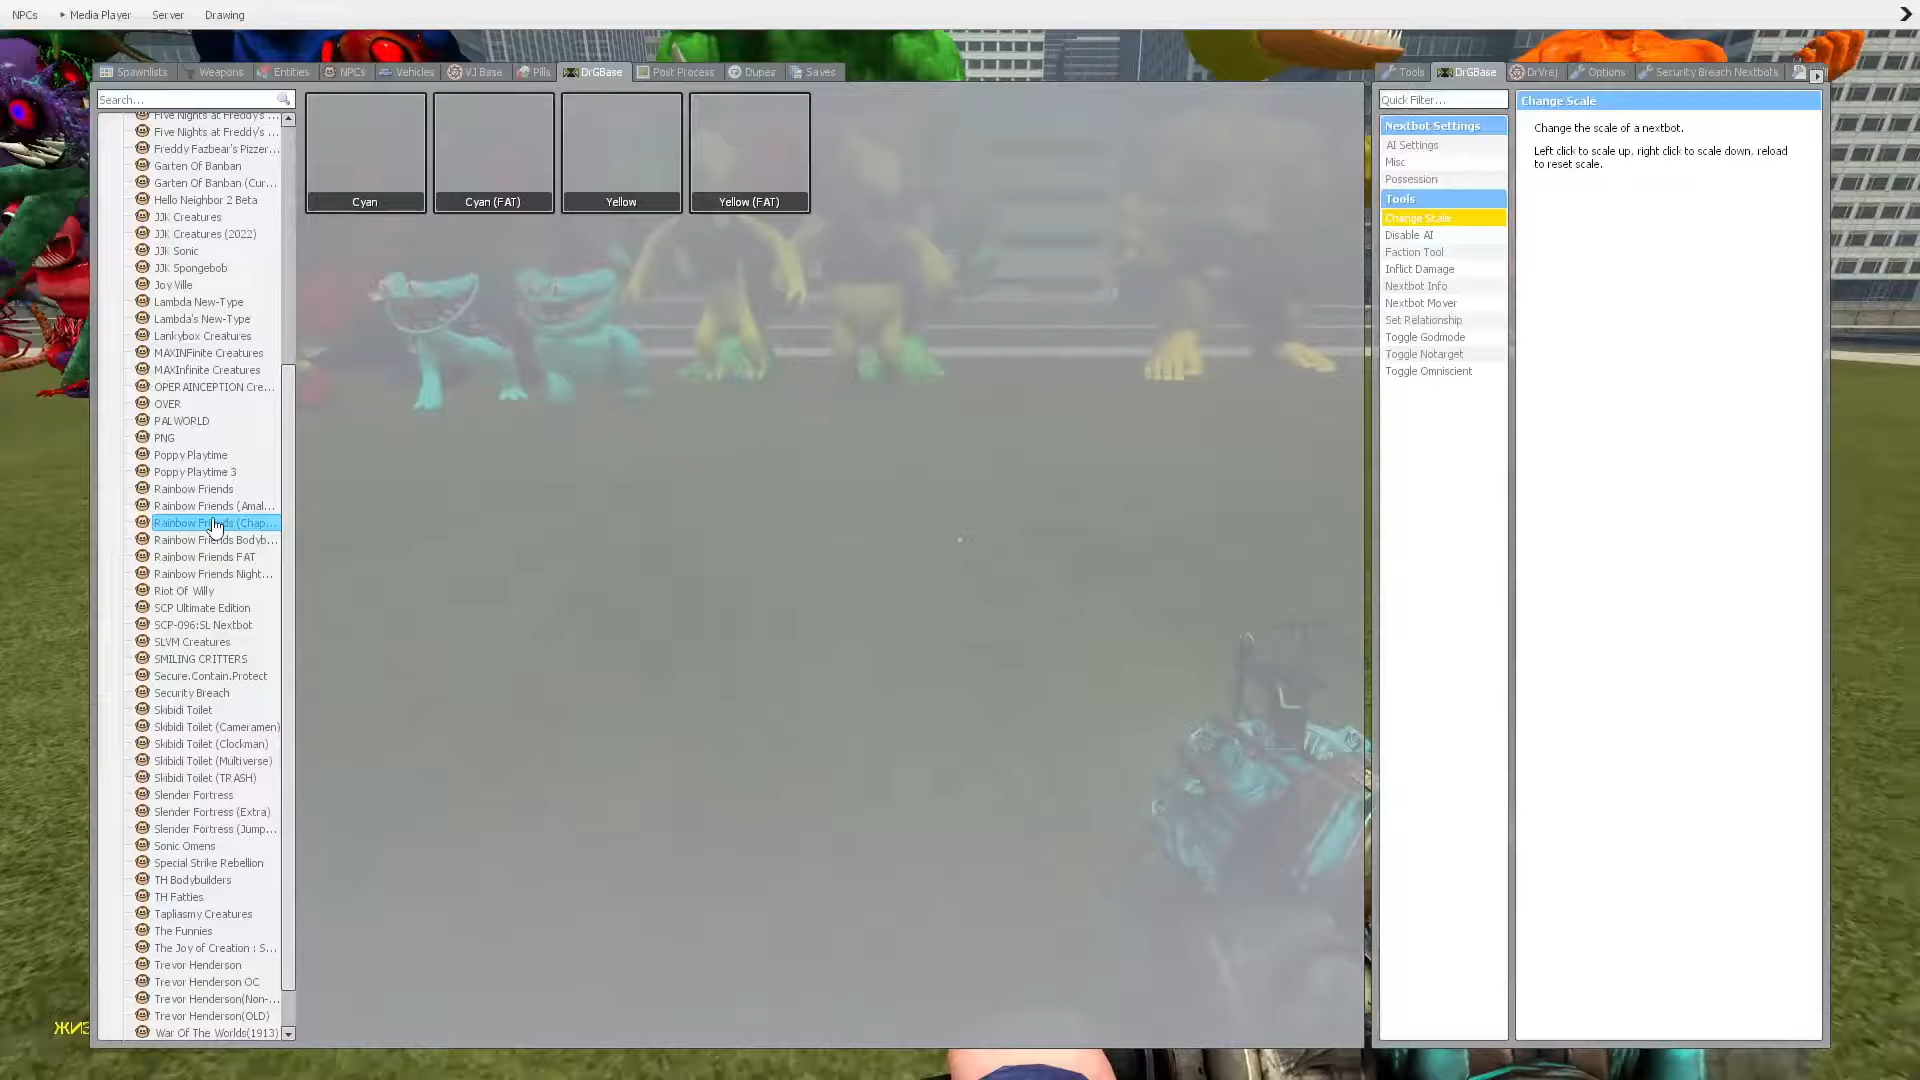 NPCs
Media Player
Server
Drawing
Spawnlists
Weapons
Entities
NPCs
Vehicles
VJ Base
Pills
DrGBase
Post Process
Dupes
Saves
Search...
Five Nights at Freddy's ...
Five Nights at Freddy's ...
Freddy Fazbear's Pizzer...
Garten Of Banban
Garten Of Banban (Cur...
Hello Neighbor 2 Beta
JJK Creatures
JJK Creatures (2022)
JJK Sonic
JJK Spongebob
Joy Ville
Lambda New-Type
Lambda's New-Type
Lankybox Creatures
MAXINFinite Creatures
MAXInfinite Creatures
OPERAINCEPTION Cre...
OVER
PALWORLD
PNG
Poppy Playtime
Poppy Playtime 3
Rainbow Friends
Rainbow Friends (Amal...
Rainbow Friends (Chap...
Rainbow Friends Bodyb...
Rainbow Friends FAT
Rainbow Friends Night...
Riot Of Willy
SCP Ultimate Edition
SCP-096:SL Nextbot
SLVM Creatures
SMILING CRITTERS
Secure.Contain.Protect
Security Breach
Skibidi Toilet
Skibidi Toilet (Cameramen)
Skibidi Toilet (Clockman)
Skibidi Toilet (Multiverse)
Skibidi Toilet (TRASH)
Slender Fortress
Slender Fortress (Extra)
Slender Fortress (Jump...
Sonic Omens
Special Strike Rebellion
TH Bodybuilders
TH Fatties
Tapliasmy Creatures
The Funnies
The Joy of Creation : S...
Trevor Henderson
Trevor Henderson OC
Trevor Henderson(Non-...
Trevor Henderson(OLD)
War Of The Worlds(1913)
Cyan
Cyan (FAT)
Yellow
Yellow (FAT)
Tools
DrGBase
DrVrej
Options
Security Breach Nextbots
Quick Filter...
Nextbot Settings
AI Settings
Misc
Possession
Tools
Change Scale
Disable AI
Faction Tool
Inflict Damage
Nextbot Info
Nextbot Mover
Set Relationship
Toggle Godmode
Toggle Notarget
Toggle Omniscient
Change Scale
Change the scale of a nextbot.
Left click to scale up, right click to scale down, reload
to reset scale.